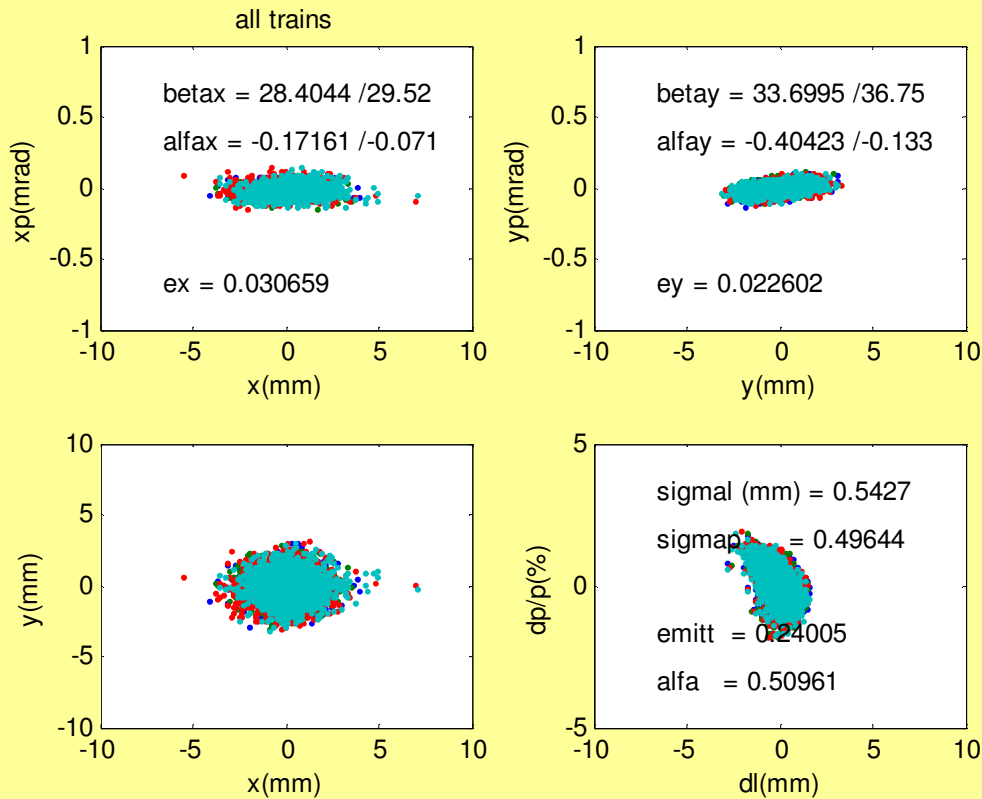 all trains
1
0.5
0
-0.5
-1
xp(mrad)
betax = 28.4044 /29.52
alfax = -0.17161 /-0.071
ex = 0.030659
-10 -5 0 5 10
x(mm)
1
0.5
0
-0.5
-1
yp(mrad)
betay = 33.6995 /36.75
alfay = -0.40423 /-0.133
ey = 0.022602
-10 -5 0 5 10
y(mm)
10
5
0
-5
-10
y(mm)
-10 -5 0 5 10
x(mm)
5
0
-5
dp/p(%)
sigmal (mm) = 0.5427
sigmap = 0.49644
emitt = 0.24005
alfa = 0.50961
-10 -5 0 5 10
dl(mm)